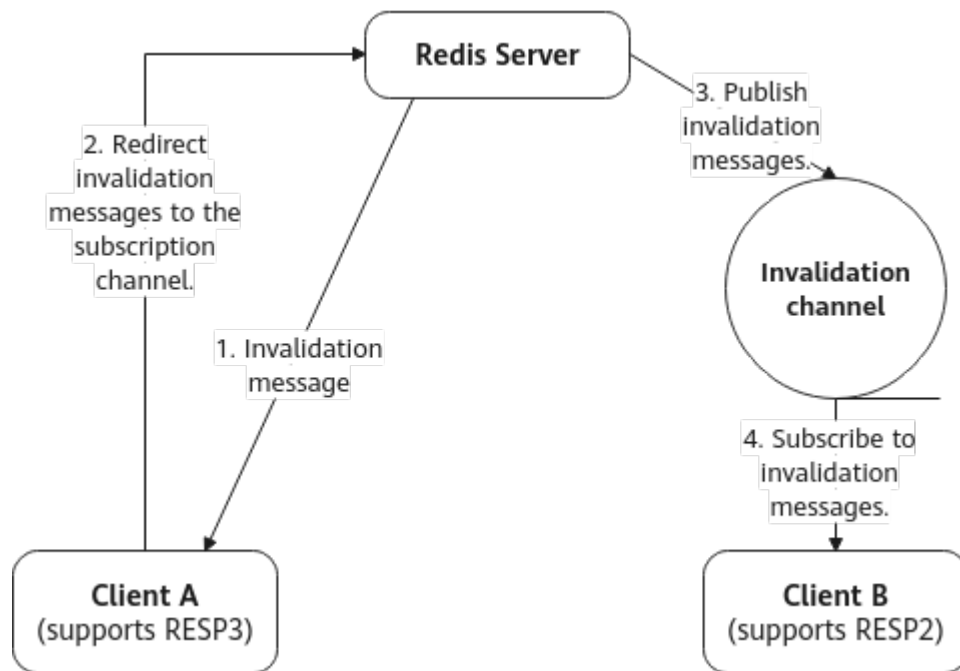 Redis Server
3. Publish
invalidation
messages.
2. Redirect
invalidation
messages to the
subscription
channel.
Invalidation
channel
1. Invalidation
message
4. Subscribe to
invalidation
messages.
Client A
(supports RESP3)
Client B
(supports RESP2)